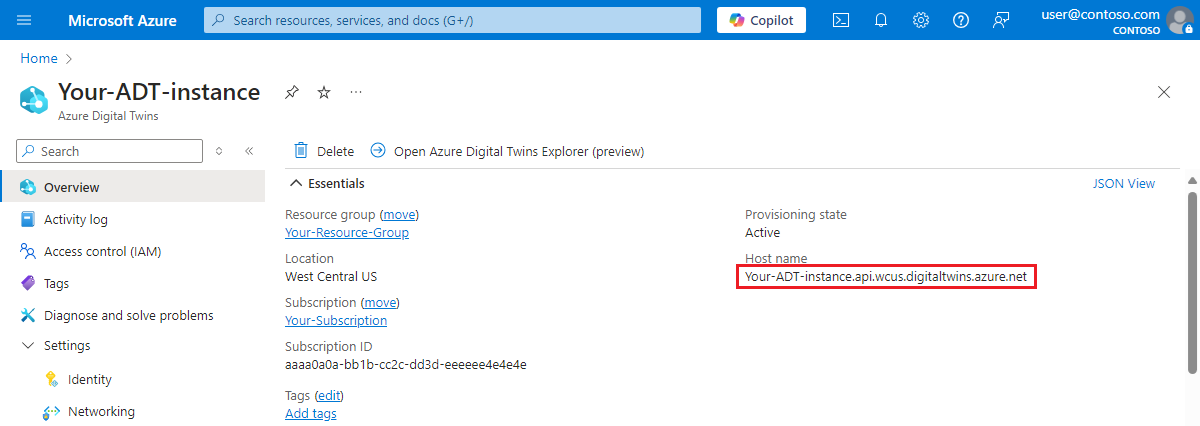 Microsoft Azure
Search resources, services, and docs (G+/)
Copilot
user@contoso.com
CONTOSO
Home
Your-ADT-instance
Azure Digital Twins
Search
Delete
Open Azure Digital Twins Explorer (preview)
Overview
Activity log
Access control (IAM)
Tags
Diagnose and solve problems
Settings
Identity
Networking
Essentials
JSON View
Resource group (move)
Your-Resource-Group
Location
West Central US
Subscription (move)
Your-Subscription
Subscription ID
aaaa0a0a-bb1b-cc2c-dd3d-eeeeee4e4e4e
Tags (edit)
Add tags
Provisioning state
Active
Host name
Your-ADT-instance.api.wcus.digitaltwins.azure.net